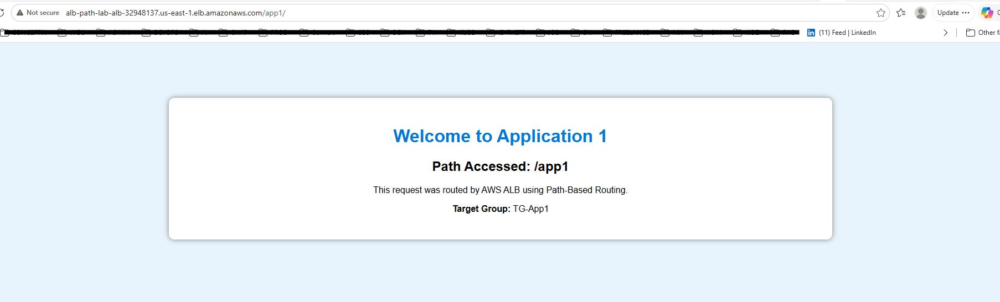 Not secure alb-path-lab-alb-32948137.us-east-1.elb.amazonaws.com/app1/ Update
(11) Feed | LinkedIn Other
Welcome to Application 1
Path Accessed: /app1
This request was routed by AWS ALB using Path-Based Routing.
Target Group: TG-App1